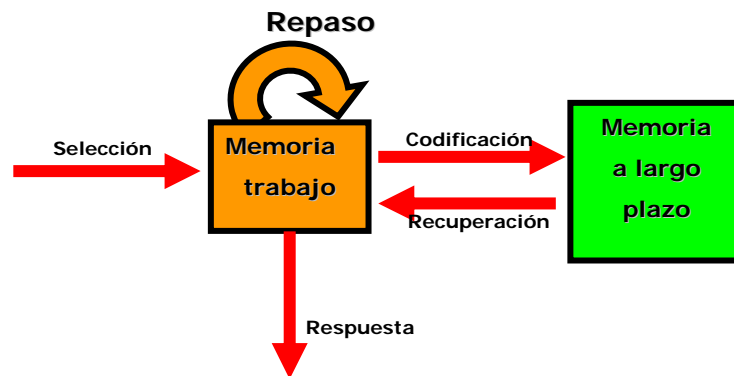 Repaso
Selección
Memoria
trabajo
Codificación
Recuperación
Memoria
a largo
plazo
Respuesta